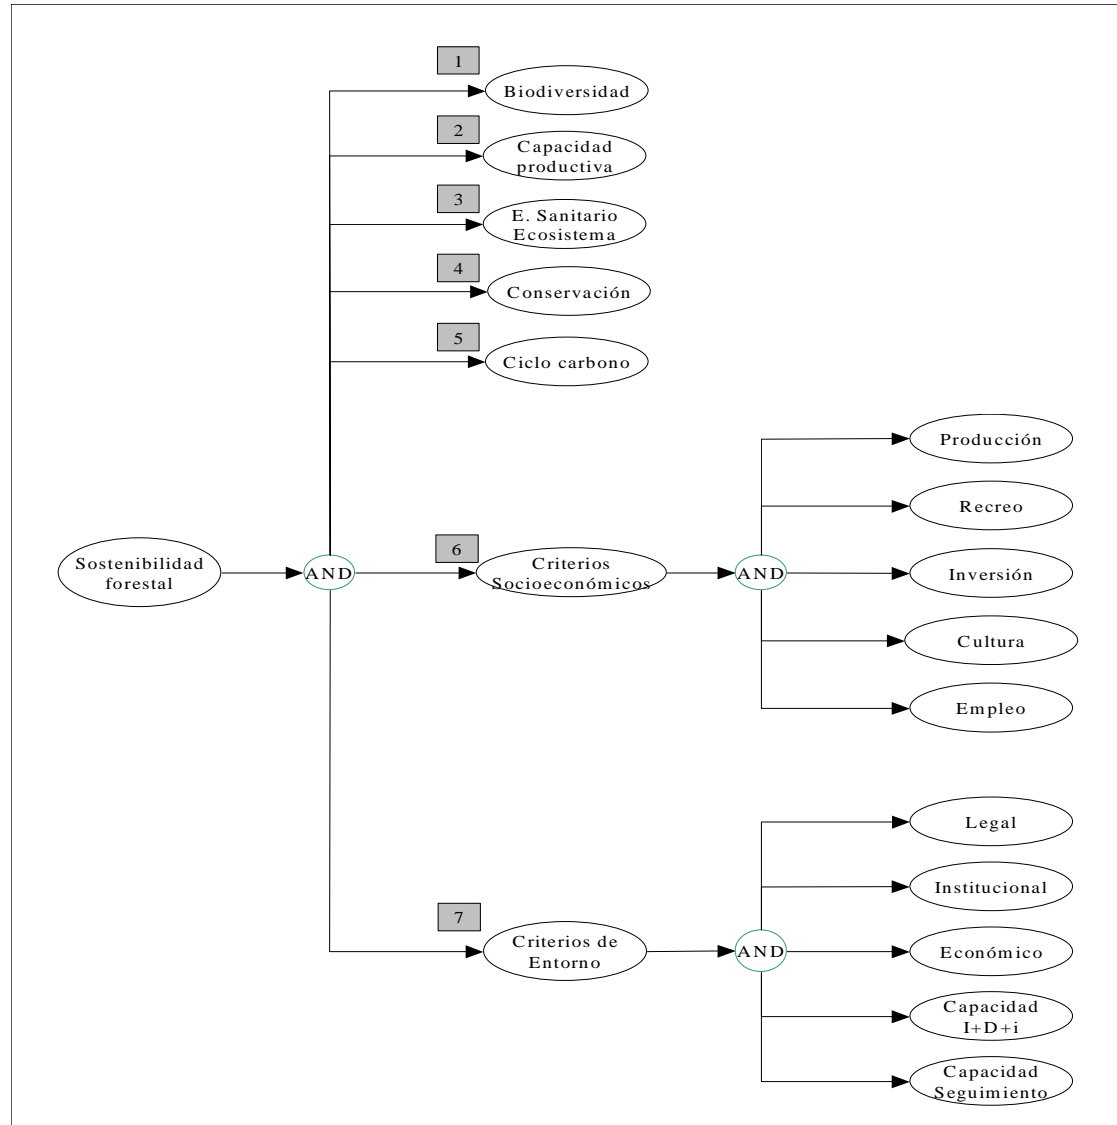 1
Biodiversidad
2
Capacidad
productiva
3
E. Sanitario
Ecosistema
4
Conservación
5
Ciclo carbono
Sostenibilidad
forestal
AND
6
Criterios
Socioeconómicos
AND
Producción
Recreo
Inversión
Cultura
Empleo
7
Criterios de
Entorno
AND
Legal
Institucional
Económico
Capacidad
I+D+i
Capacidad
Seguimiento